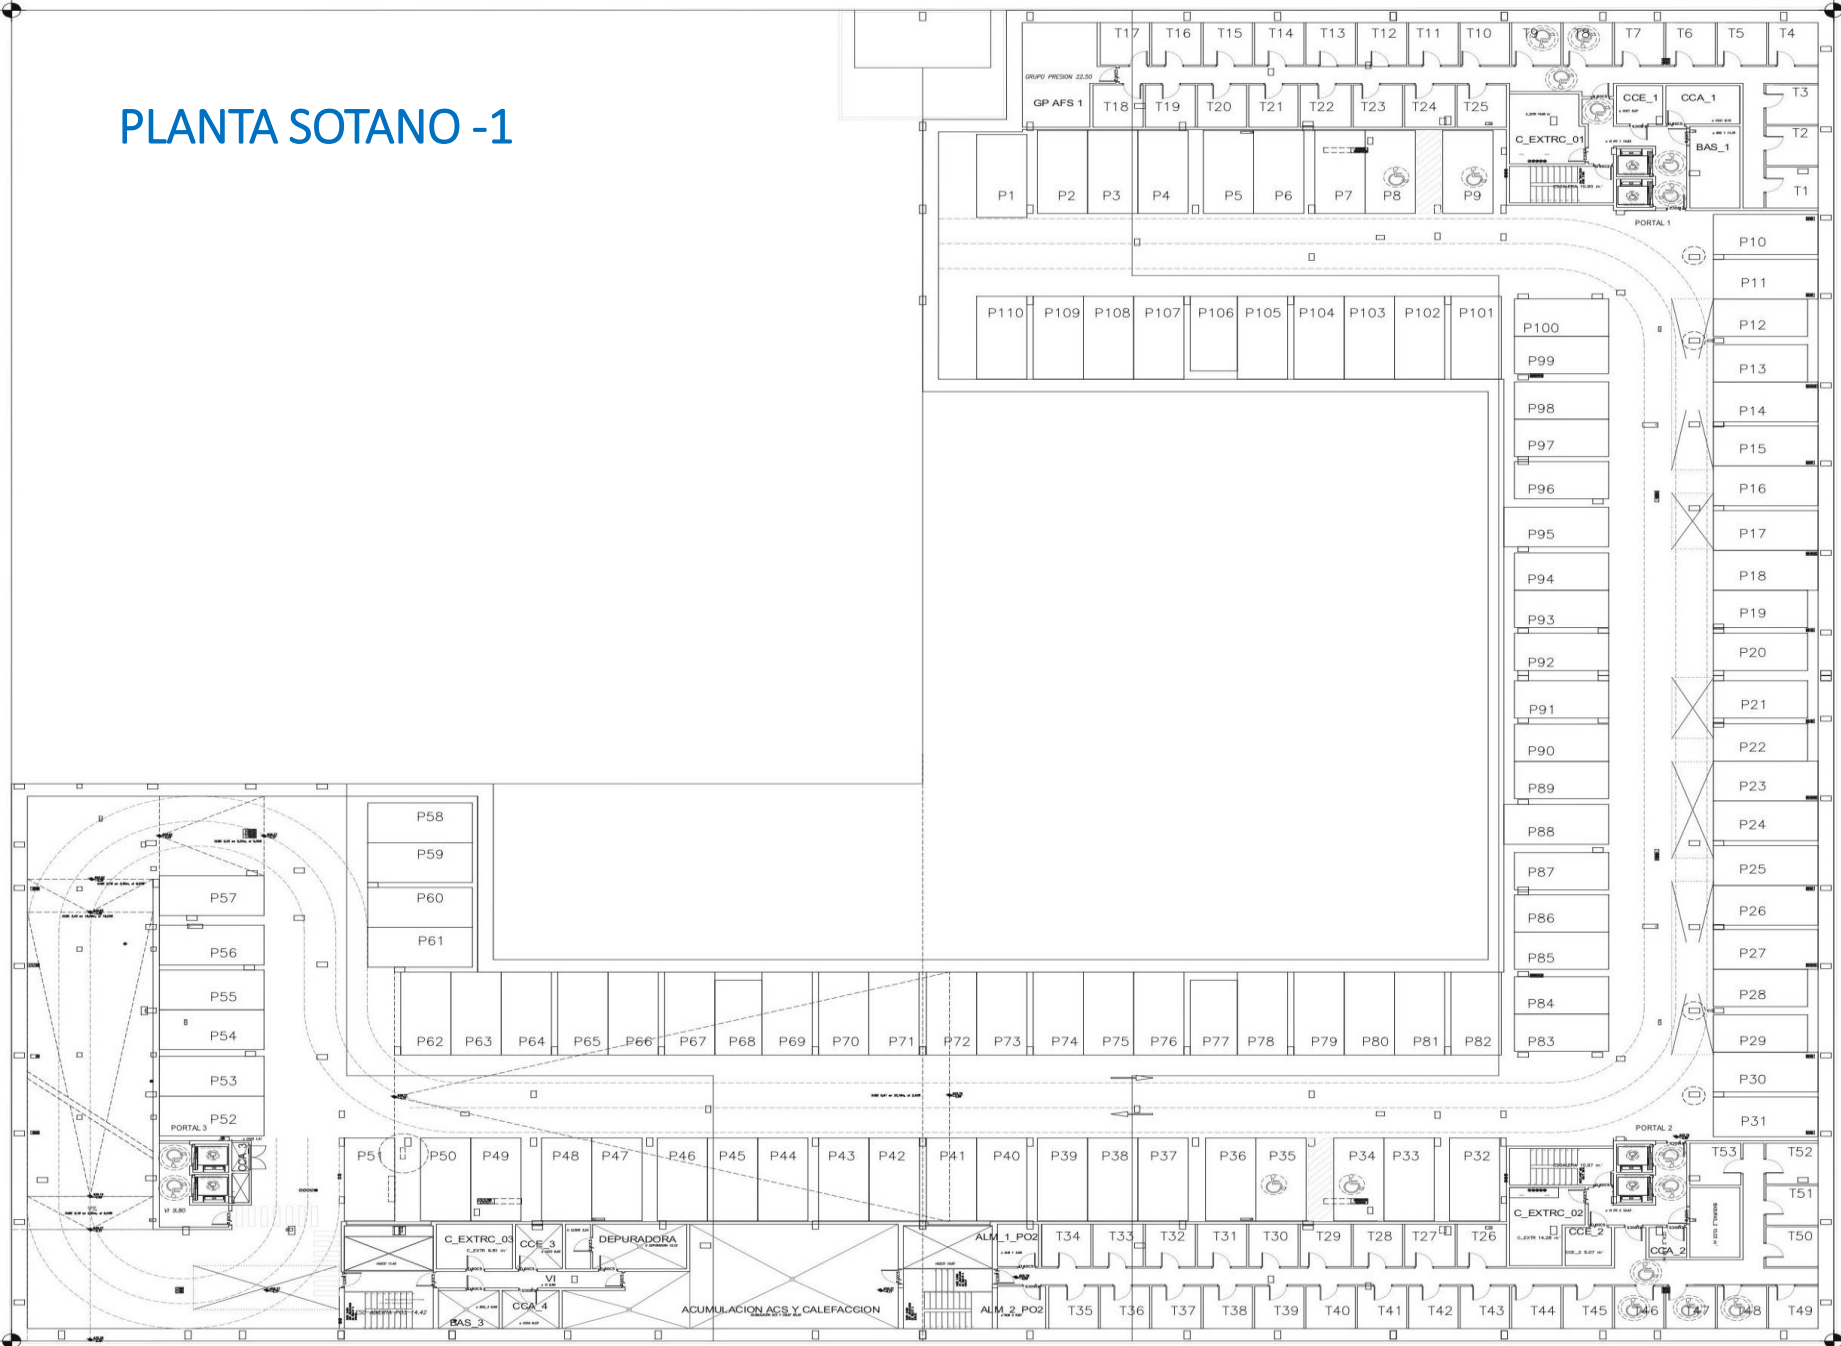 PLANTA SOTANO -1
T17 T16 T15 T14 T13 T12 T11 T10 T9 T8 T7 T6 T5 T4
GRUPO PRESION 22.50
GP AFS 1
T18 T19 T20 T21 T22 T23 T24 T25
CCE_1 CCA_1 T3
C_EXTRC_01 BAS_1 T2
T1
P1 P2 P3 P4 P5 P6 P7 P8 P9
PORTAL 1
P10
P11
P110 P109 P108 P107 P106 P105 P104 P103 P102 P101
P100 P12
P99 P13
P98 P14
P97 P15
P96 P16
P95 P17
P94 P18
P93 P19
P92 P20
P91 P21
P90 P22
P89 P23
P88 P24
P87 P25
P86 P26
P85 P27
P84 P28
P83 P29
P30
P31
P58
P59
P57 P60
P56 P61
P55
P54
P53
P52
P62 P63 P64 P65 P66 P67 P68 P69 P70 P71 P72 P73 P74 P75 P76 P77 P78 P79 P80 P81 P82
PORTAL 3
PORTAL 2
CCA_3
VI 9.80
P51 P50 P49 P48 P47 P46 P45 P44 P43 P42 P41 P40 P39 P38 P37 P36 P35 P34 P33 P32
T53 T52
T51
T50
C_EXTRC_02
CCE_2
CCA_2
C_EXTRC_03 CCE_3 DEPURADORA
ALM_1_PO2 T34 T33 T32 T31 T30 T29 T28 T27 T26
VI
BAS_3 CCA_4
ACUMULACION ACS Y CALEFACCION
ALM_2_PO2 T35 T36 T37 T38 T39 T40 T41 T42 T43 T44 T45 T46 T47 T48 T49